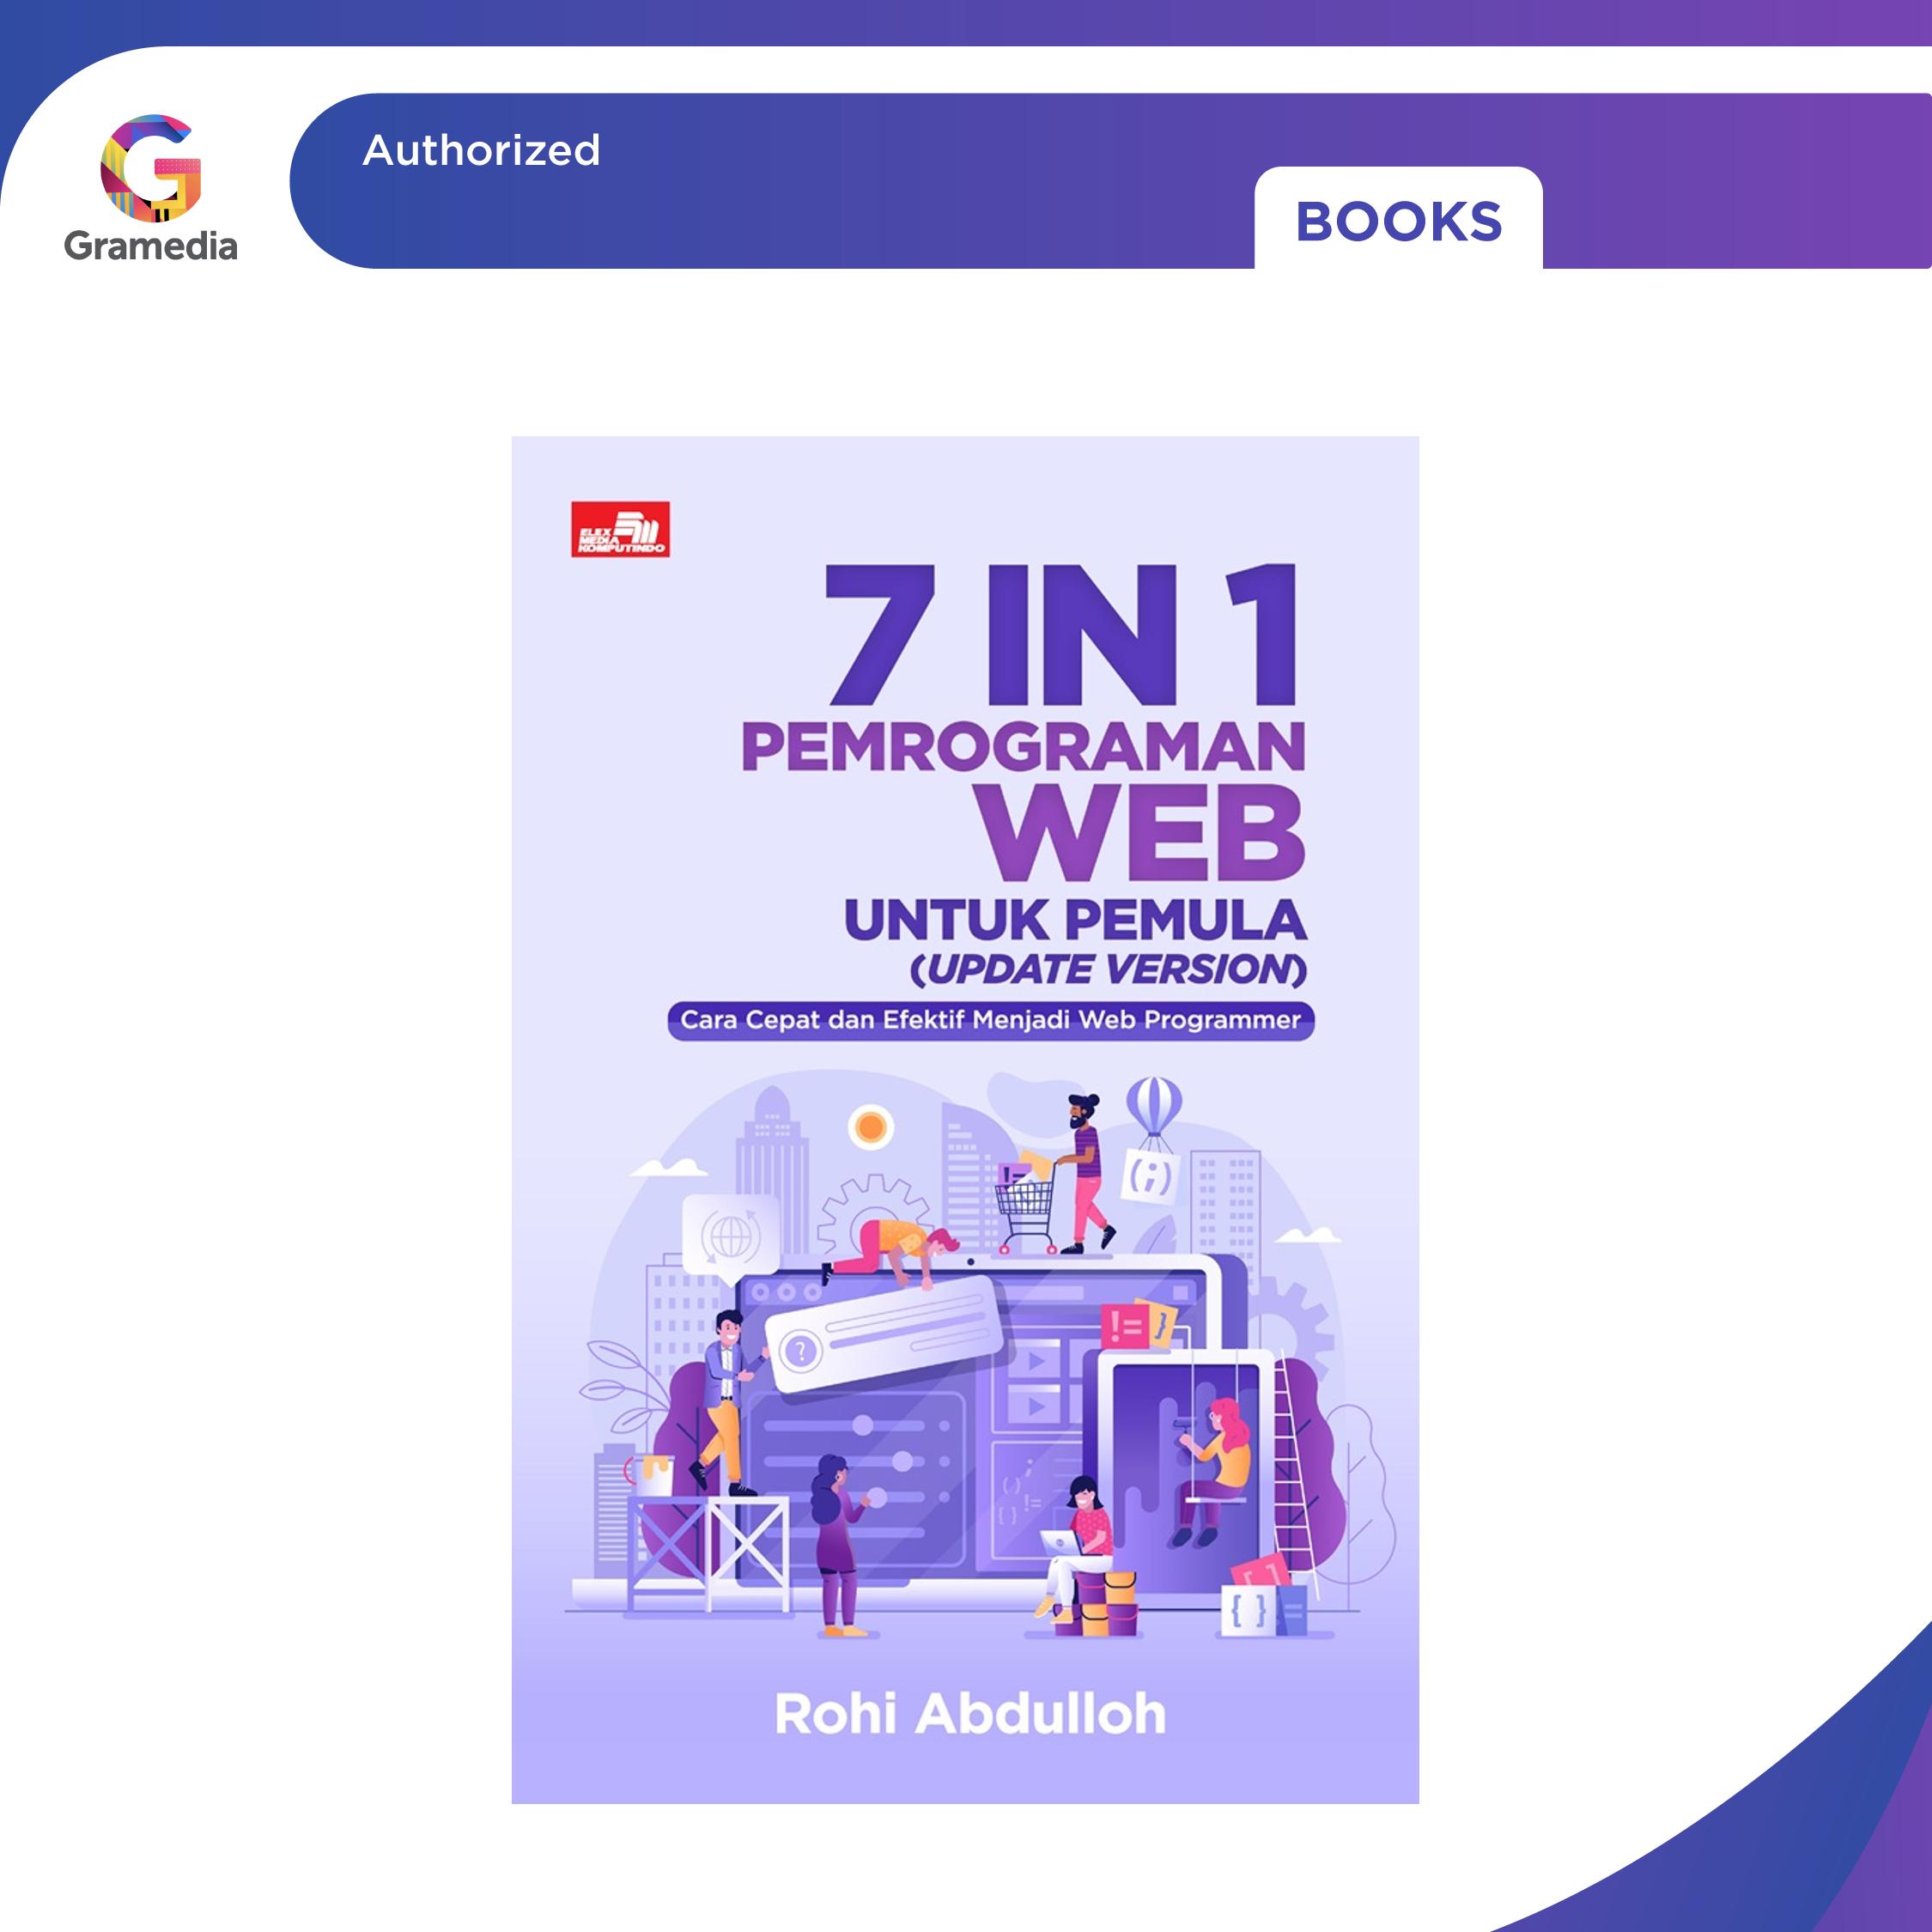 Gramedia
Authorized
BOOKS
ELEX
MEDIA
KOMPUTINDO
7 IN 1
PEMROGRAMAN
WEB
UNTUK PEMULA
(UPDATE VERSION)
Cara Cepat dan Efektif Menjadi Web Programmer
!=
(;)
!= }
?
( ) ;
!=
{ }
[ ]
{ } =
Rohi Abdulloh